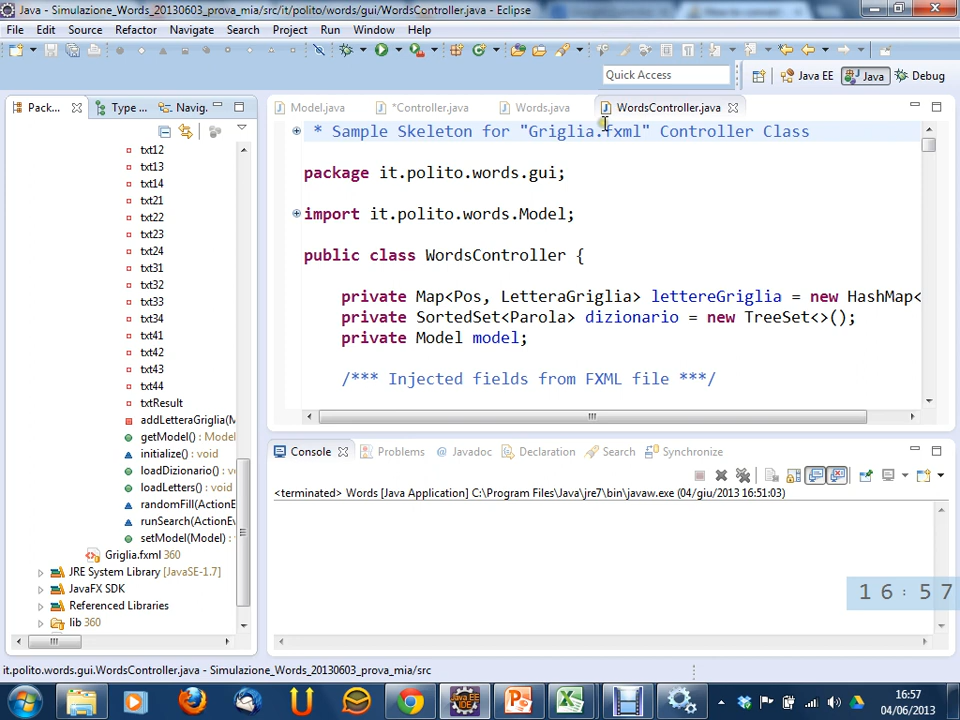 Java - Simulazione_Words_20130603_prova_mia/src/it/polito/words/gui/WordsController.java - Eclipse
File Edit Source Refactor Navigate Search Project Run Window Help
Quick Access
Java EE
Java
Debug
Pack...
Type ...
Navig.
Model.java
*Controller.java
Words.java
WordsController.java
txt12
txt13
txt14
txt21
txt22
txt23
txt24
txt31
txt32
txt33
txt34
txt41
txt42
txt43
txt44
txtResult
addLetteraGriglia(M
getModel() : Model
initialize() : void
loadDizionario() : v
loadLetters() : void
randomFill(ActionE
runSearch(ActionEv
setModel(Model) :
Griglia.fxml 360
JRE System Library [JavaSE-1.7]
JavaFX SDK
Referenced Libraries
lib 360
* Sample Skeleton for "Griglia.fxml" Controller Class
package it.polito.words.gui;
import it.polito.words.Model;
public class WordsController {
private Map<Pos, LetteraGriglia> lettereGriglia = new HashMap<
private SortedSet<Parola> dizionario = new TreeSet<>();
private Model model;
/*** Injected fields from FXML file ***/
Console
Problems
Javadoc
Declaration
Search
Synchronize
<terminated> Words [Java Application] C:\Program Files\Java\jre7\bin\javaw.exe (04/giu/2013 16:51:03)
16:57
it.polito.words.gui.WordsController.java - Simulazione_Words_20130603_prova_mia/src
16:57
04/06/2013